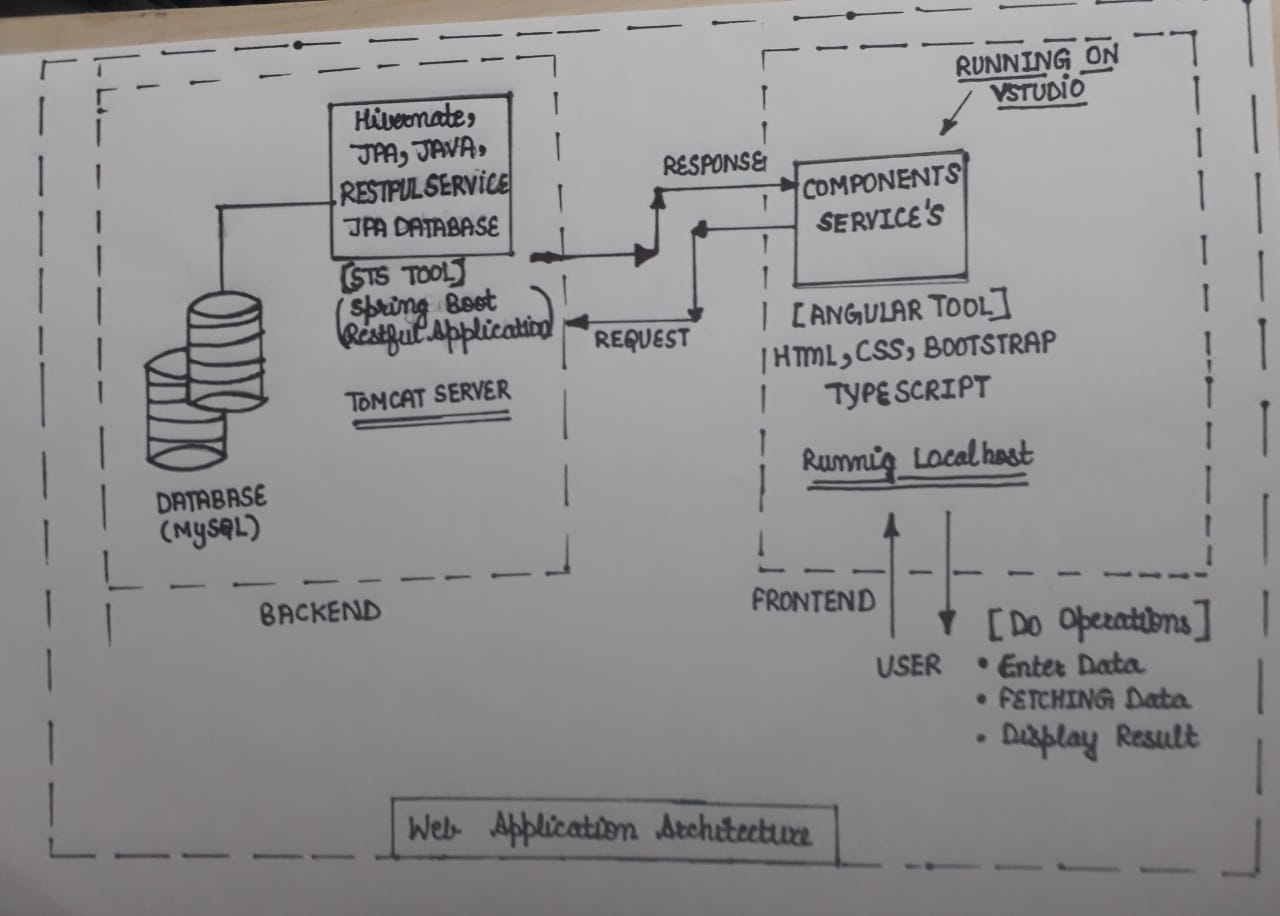 Hibernate,
JPA, JAVA,
RESTFUL SERVICE
JPA DATABASE
[STS TOOL]
(Spring Boot
Restful Application)
TOMCAT SERVER
DATABASE
(MySQL)
BACKEND
RESPONSE
REQUEST
RUNNING ON
VSTUDIO
COMPONENTS
SERVICE'S
[ANGULAR TOOL]
HTML, CSS, BOOTSTRAP
TYPESCRIPT
Runnig Localhost
FRONTEND
USER
[Do Operations]
• Enter Data
• FETCHING Data
• Display Result
Web Application Architecture